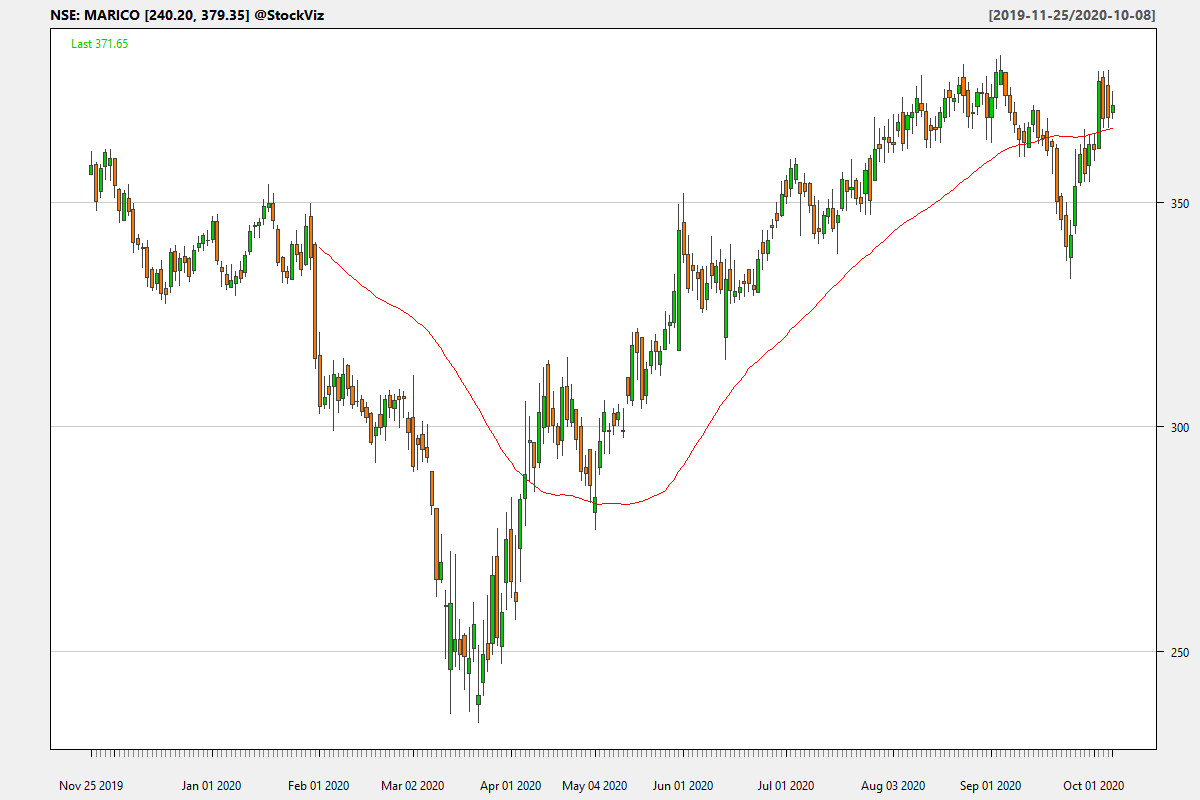 NSE: MARICO [240.20, 379.35] @StockViz [2019-11-25/2020-10-08]
Last 371.65
350
300
250
Nov 25 2019 Jan 01 2020 Feb 01 2020 Mar 02 2020 Apr 01 2020 May 04 2020 Jun 01 2020 Jul 01 2020 Aug 03 2020 Sep 01 2020 Oct 01 2020